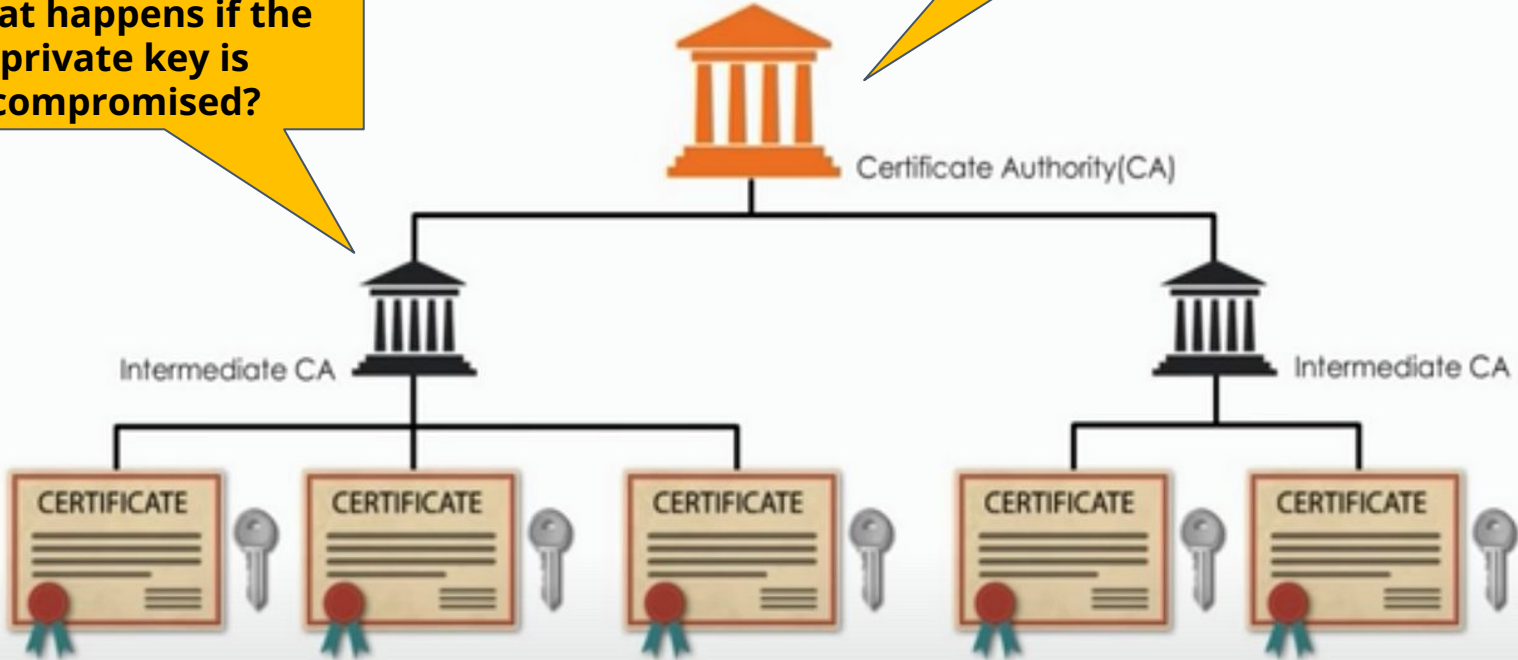 happens if the
private key is
compromised?
Certificate Authority(CA)
Intermediate CA
Intermediate CA
CERTIFICATE
CERTIFICATE
CERTIFICATE
CERTIFICATE
CERTIFICATE